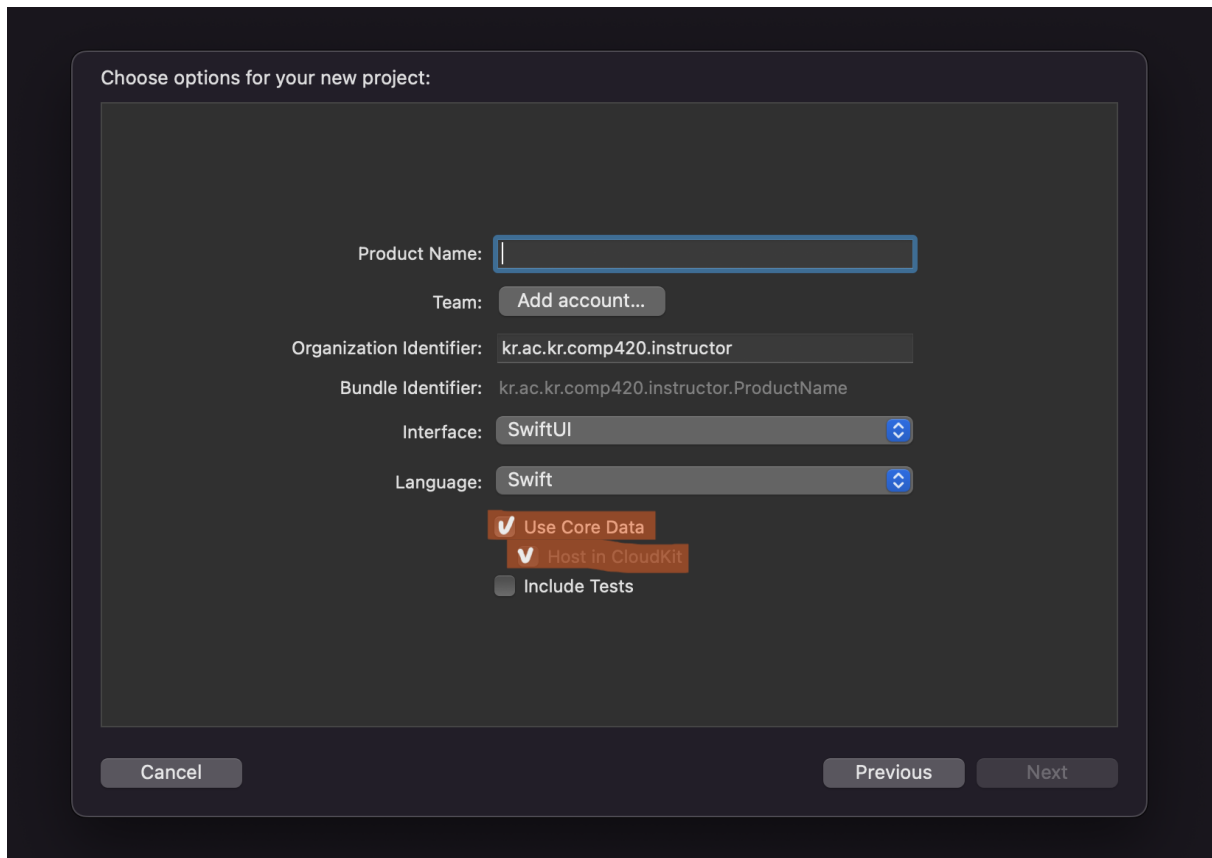 Choose options for your new project:
Product Name:
Team: Add account...
Organization Identifier: kr.ac.kr.comp420.instructor
Bundle Identifier: kr.ac.kr.comp420.instructor.ProductName
Interface: SwiftUI
Language: Swift
Use Core Data
Host in CloudKit
Include Tests
Cancel Previous Next